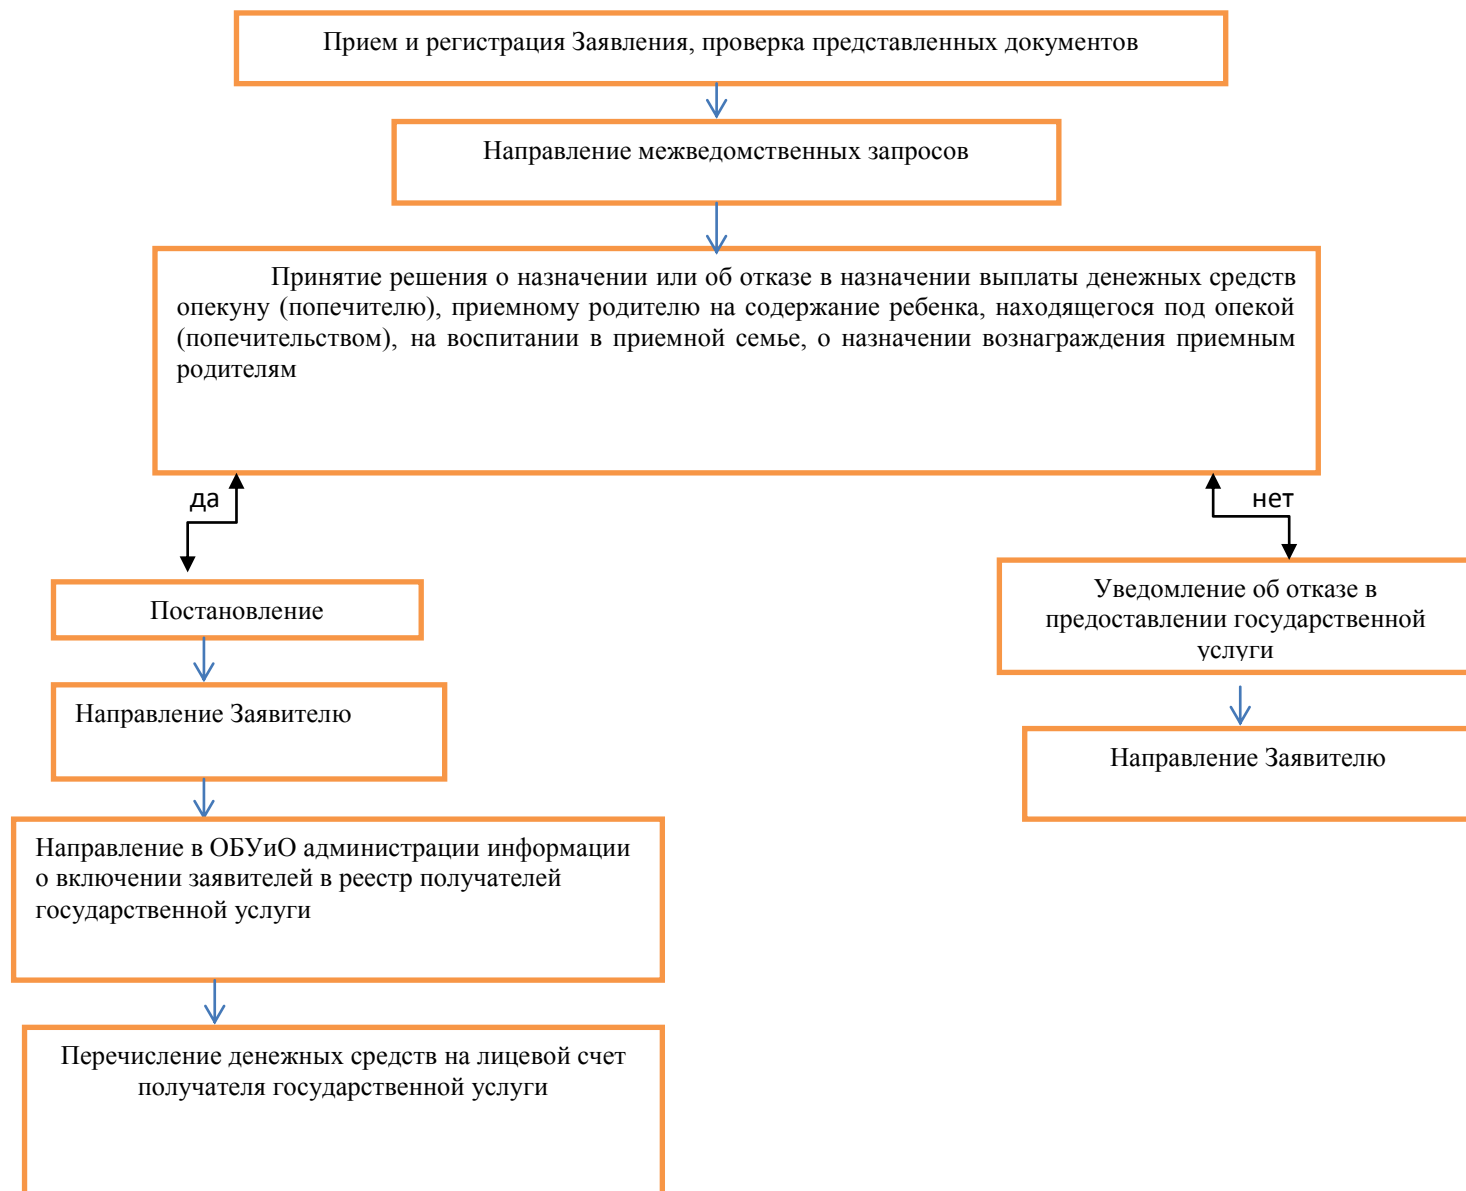 Прием и регистрация Заявления, проверка представленных документов
Направление межведомственных запросов
Принятие решения о назначении или об отказе в назначении выплаты денежных средств
опекуну (попечителю), приемному родителю на содержание ребенка, находящегося под опекой
(попечительством), на воспитании в приемной семье, о назначении вознаграждения приемным
родителям
да
нет
Постановление
Направление Заявителю
Направление в ОБУиО администрации информации
о включении заявителей в реестр получателей
государственной услуги
Перечисление денежных средств на лицевой счет
получателя государственной услуги
Уведомление об отказе в
предоставлении государственной
услуги
Направление Заявителю